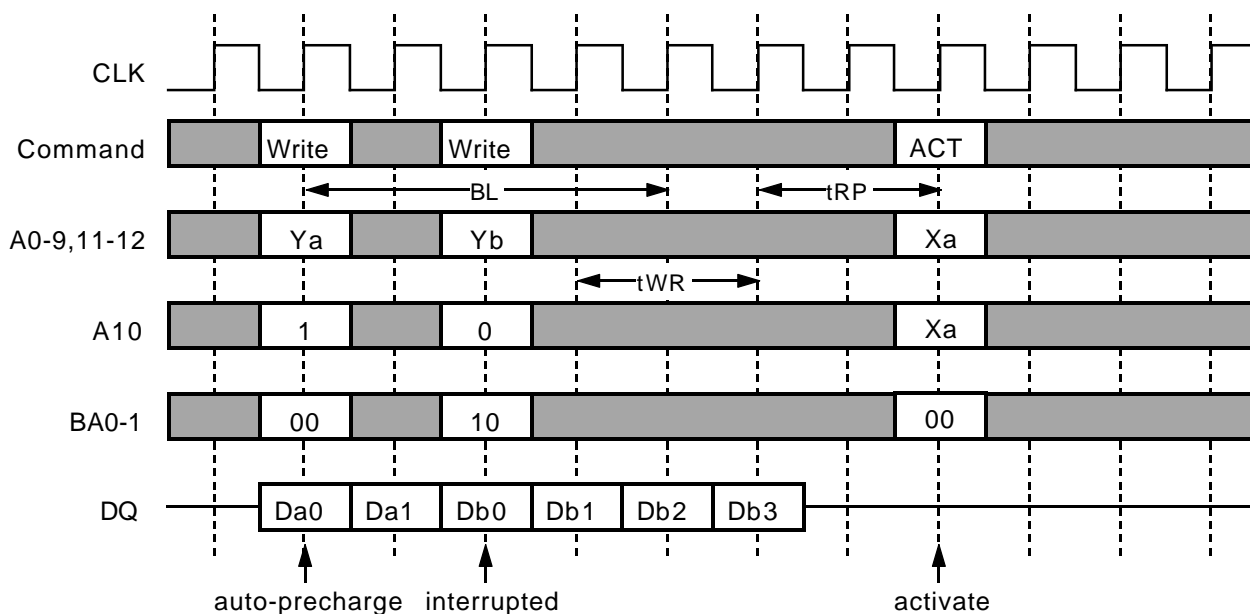 CLK
Command Write Write ACT
BL tRP
A0-9,11-12 Ya Yb Xa
tWR
A10 1 0 Xa
BA0-1 00 10 00
DQ Da0 Da1 Db0 Db1 Db2 Db3
auto-precharge interrupted activate